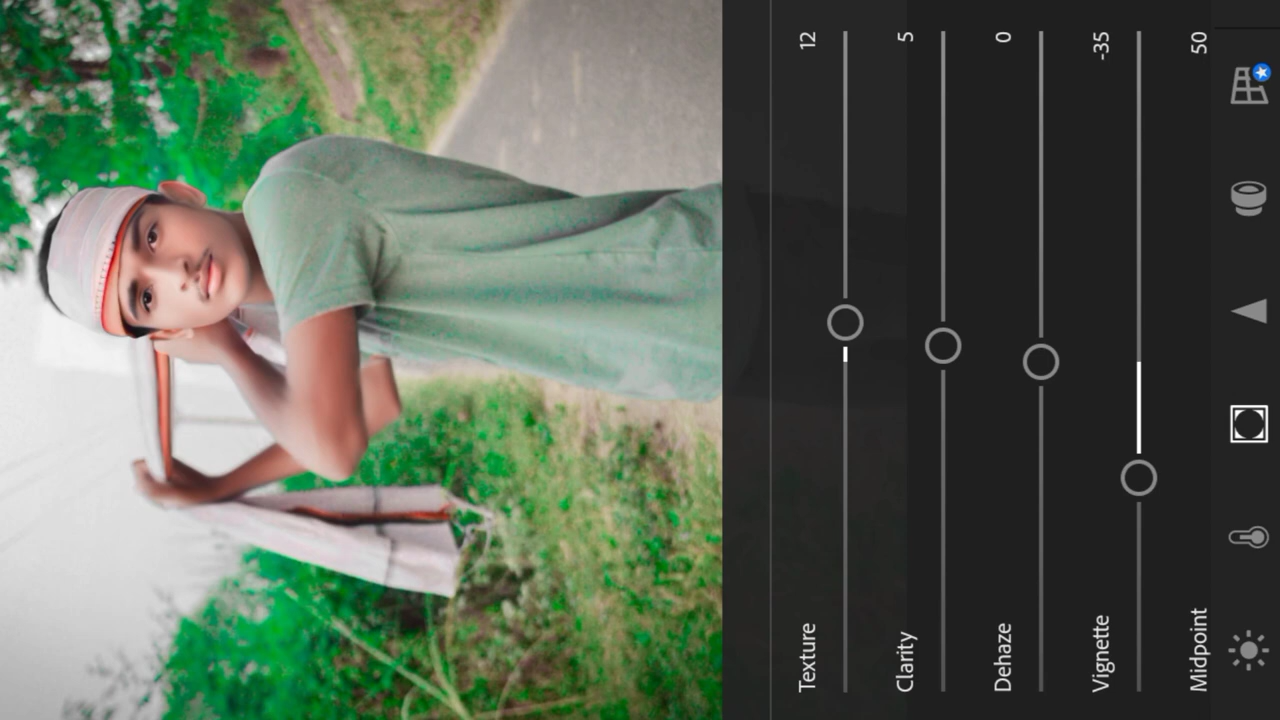 Texture 12
Clarity 5
Dehaze 0
Vignette -35
Midpoint 50